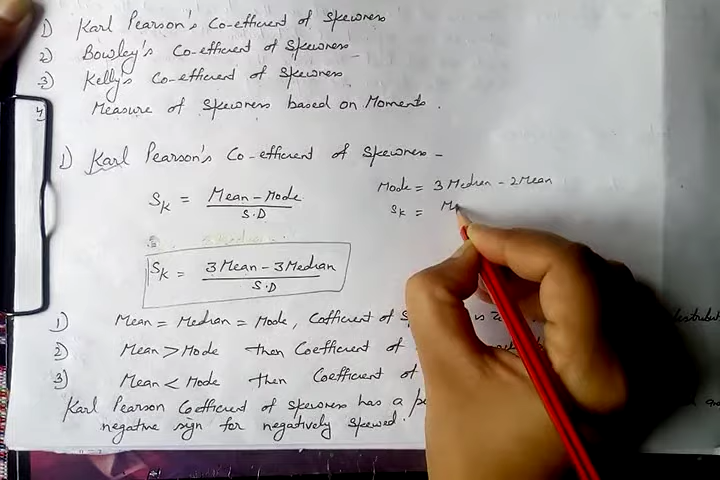 1) Karl Pearson's Co-efficient of Skewness
2) Bowley's Co-efficient of Skewness
3) Kelly's Co-efficient of Skewness
4 Measure of Skewness based on Moments.
1) Karl Pearson's Co-efficient of Skewness -
Sk = Mean - Mode / S.D
Mode = 3 Median - 2 Mean
Sk = M
Sk = 3 Mean - 3 Median / S.D
1) Mean = Median = Mode, Cofficient of
2) Mean > Mode then Coefficient of
3) Mean < Mode then Coefficient of
Karl Pearson Coefficient of skewness has a
negative sign for negatively skewed.